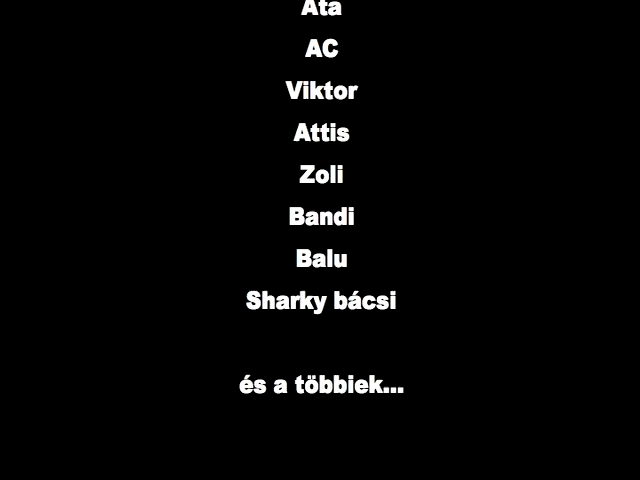 Ata
AC
Viktor
Attis
Zoli
Bandi
Balu
Sharky bácsi
és a többiek...